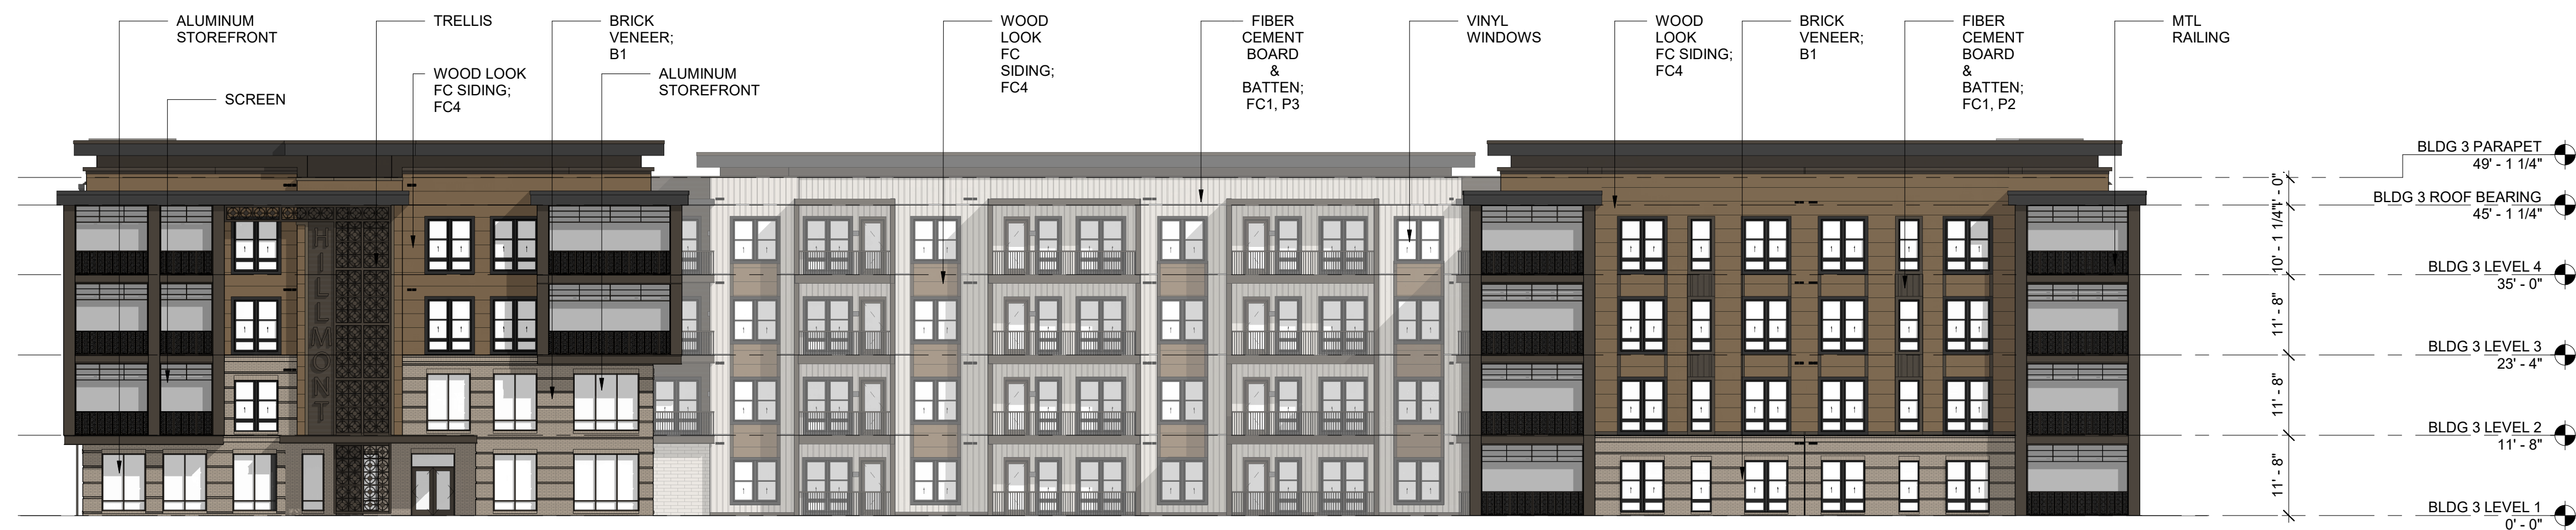 ALUMINUM
STOREFRONT
TRELLIS
BRICK
VENEER;
B1
WOOD
LOOK
FC
SIDING;
FC4
FIBER
CEMENT
BOARD
&
BATTEN;
FC1, P3
VINYL
WINDOWS
WOOD
LOOK
FC SIDING;
FC4
BRICK
VENEER;
B1
FIBER
CEMENT
BOARD
&
BATTEN;
FC1, P2
MTL
RAILING
SCREEN
WOOD LOOK
FC SIDING;
FC4
ALUMINUM
STOREFRONT
HILLMONT
BLDG 3 PARAPET
49' - 1 1/4"
BLDG 3 ROOF BEARING
45' - 1 1/4"
BLDG 3 LEVEL 4
35' - 0"
BLDG 3 LEVEL 3
23' - 4"
BLDG 3 LEVEL 2
11' - 8"
BLDG 3 LEVEL 1
0' - 0"
10' - 1 1/4"
11' - 8"
11' - 8"
11' - 8"